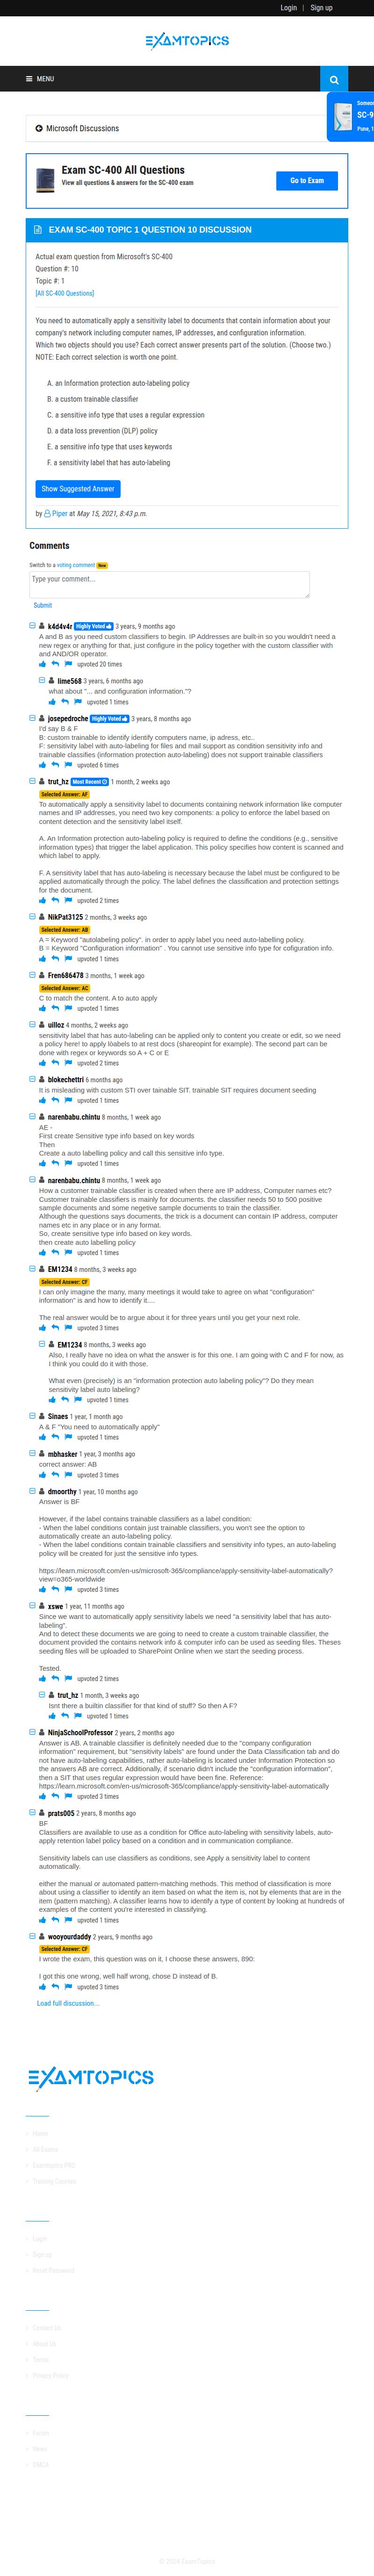 Login | Sign up
EXAMTOPICS
MENU
Someone
SC-9
Pune, 1
Microsoft Discussions
Exam SC-400 All Questions
View all questions & answers for the SC-400 exam
Go to Exam
EXAM SC-400 TOPIC 1 QUESTION 10 DISCUSSION
Actual exam question from Microsoft's SC-400
Question #: 10
Topic #: 1
[All SC-400 Questions]
You need to automatically apply a sensitivity label to documents that contain information about your
company's network including computer names, IP addresses, and configuration information.
Which two objects should you use? Each correct answer presents part of the solution. (Choose two.)
NOTE: Each correct selection is worth one point.
A. an Information protection auto-labeling policy
B. a custom trainable classifier
C. a sensitive info type that uses a regular expression
D. a data loss prevention (DLP) policy
E. a sensitive info type that uses keywords
F. a sensitivity label that has auto-labeling
Show Suggested Answer
by Piper at May 15, 2021, 8:43 p.m.
Comments
Switch to a voting comment New
Type your comment...
Submit
k4d4v4r Highly Voted 3 years, 9 months ago
A and B as you need custom classifiers to begin. IP Addresses are built-in so you wouldn't need a
new regex or anything for that, just configure in the policy together with the custom classifier with
and AND/OR operator.
upvoted 20 times
lime568 3 years, 6 months ago
what about "... and configuration information."?
upvoted 1 times
josepedroche Highly Voted 3 years, 8 months ago
I'd say B & F
B: custom trainable to identify identify computers name, ip adress, etc..
F: sensitivity label with auto-labeling for files and mail support as condition sensitivity info and
trainable classifies (information protection auto-labeling) does not support trainable classifiers
upvoted 6 times
trut_hz Most Recent 1 month, 2 weeks ago
Selected Answer: AF
To automatically apply a sensitivity label to documents containing network information like computer
names and IP addresses, you need two key components: a policy to enforce the label based on
content detection and the sensitivity label itself.
A. An Information protection auto-labeling policy is required to define the conditions (e.g., sensitive
information types) that trigger the label application. This policy specifies how content is scanned and
which label to apply.
F. A sensitivity label that has auto-labeling is necessary because the label must be configured to be
applied automatically through the policy. The label defines the classification and protection settings
for the document.
upvoted 2 times
NikPat3125 2 months, 3 weeks ago
Selected Answer: AB
A = Keyword "autolabeling policy". in order to apply label you need auto-labelling policy.
B = Keyword "Configuration information" . You cannot use sensitive info type for cofiguration info.
upvoted 1 times
Fren686478 3 months, 1 week ago
Selected Answer: AC
C to match the content. A to auto apply
upvoted 1 times
uilloz 4 months, 2 weeks ago
sensitivity label that has auto-labeling can be applied only to content you create or edit, so we need
a policy here! to apply lòabels to at rest docs (shareopint for example). The second part can be
done with regex or keywords so A + C or E
upvoted 2 times
blokechettri 6 months ago
It is misleading with custom STI over tainable SIT. trainable SIT requires document seeding
upvoted 1 times
narenbabu.chintu 8 months, 1 week ago
AE -
First create Sensitive type info based on key words
Then
Create a auto labelling policy and call this sensitive info type.
upvoted 1 times
narenbabu.chintu 8 months, 1 week ago
How a customer trainable classifier is created when there are IP address, Computer names etc?
Customer trainable classifiers is mainly for documents. the classifier needs 50 to 500 positive
sample documents and some negetive sample documents to train the classifier.
Although the questions says documents, the trick is a document can contain IP address, computer
names etc in any place or in any format.
So, create sensitive type info based on key words.
then create auto labelling policy
upvoted 1 times
EM1234 8 months, 3 weeks ago
Selected Answer: CF
I can only imagine the many, many meetings it would take to agree on what "configuration"
information" is and how to identify it....
The real answer would be to argue about it for three years until you get your next role.
upvoted 3 times
EM1234 8 months, 3 weeks ago
Also, I really have no idea on what the answer is for this one. I am going with C and F for now, as
I think you could do it with those.
What even (precisely) is an "information protection auto labeling policy"? Do they mean
sensitivity label auto labeling?
upvoted 1 times
Sinaes 1 year, 1 month ago
A & F "You need to automatically apply"
upvoted 1 times
mbhasker 1 year, 3 months ago
correct answer: AB
upvoted 3 times
dmoorthy 1 year, 10 months ago
Answer is BF
However, if the label contains trainable classifiers as a label condition:
- When the label conditions contain just trainable classifiers, you won't see the option to
automatically create an auto-labeling policy.
- When the label conditions contain trainable classifiers and sensitivity info types, an auto-labeling
policy will be created for just the sensitive info types.
https://learn.microsoft.com/en-us/microsoft-365/compliance/apply-sensitivity-label-automatically?
view=o365-worldwide
upvoted 3 times
xswe 1 year, 11 months ago
Since we want to automatically apply sensitivity labels we need "a sensitivity label that has auto-
labeling".
And to detect these documents we are going to need to create a custom trainable classifier, the
document provided the contains network info & computer info can be used as seeding files. Theses
seeding files will be uploaded to SharePoint Online when we start the seeding process.
Tested.
upvoted 2 times
trut_hz 1 month, 3 weeks ago
Isnt there a builtin classifier for that kind of stuff? So then A F?
upvoted 1 times
NinjaSchoolProfessor 2 years, 2 months ago
Answer is AB. A trainable classifier is definitely needed due to the "company configuration
information" requirement, but "sensitivity labels" are found under the Data Classification tab and do
not have auto-labeling capabilities, rather auto-labeling is located under Information Protection so
the answers AB are correct. Additionally, if scenario didn't include the "configuration information",
then a SIT that uses regular expression would have been fine. Reference:
https://learn.microsoft.com/en-us/microsoft-365/compliance/apply-sensitivity-label-automatically
upvoted 3 times
prats005 2 years, 8 months ago
BF
Classifiers are available to use as a condition for Office auto-labeling with sensitivity labels, auto-
apply retention label policy based on a condition and in communication compliance.
Sensitivity labels can use classifiers as conditions, see Apply a sensitivity label to content
automatically.
either the manual or automated pattern-matching methods. This method of classification is more
about using a classifier to identify an item based on what the item is, not by elements that are in the
item (pattern matching). A classifier learns how to identify a type of content by looking at hundreds of
examples of the content you're interested in classifying.
upvoted 1 times
wooyourdaddy 2 years, 9 months ago
Selected Answer: CF
I wrote the exam, this question was on it, I choose these answers, 890:
I got this one wrong, well half wrong, chose D instead of B.
upvoted 3 times
Load full discussion...
EXAMTOPICS
Home
All Exams
Examtopics PRO
Training Courses
Login
Sign up
Reset Password
Contact Us
About Us
Terms
Privacy Policy
Forum
News
DMCA
© 2024 ExamTopics